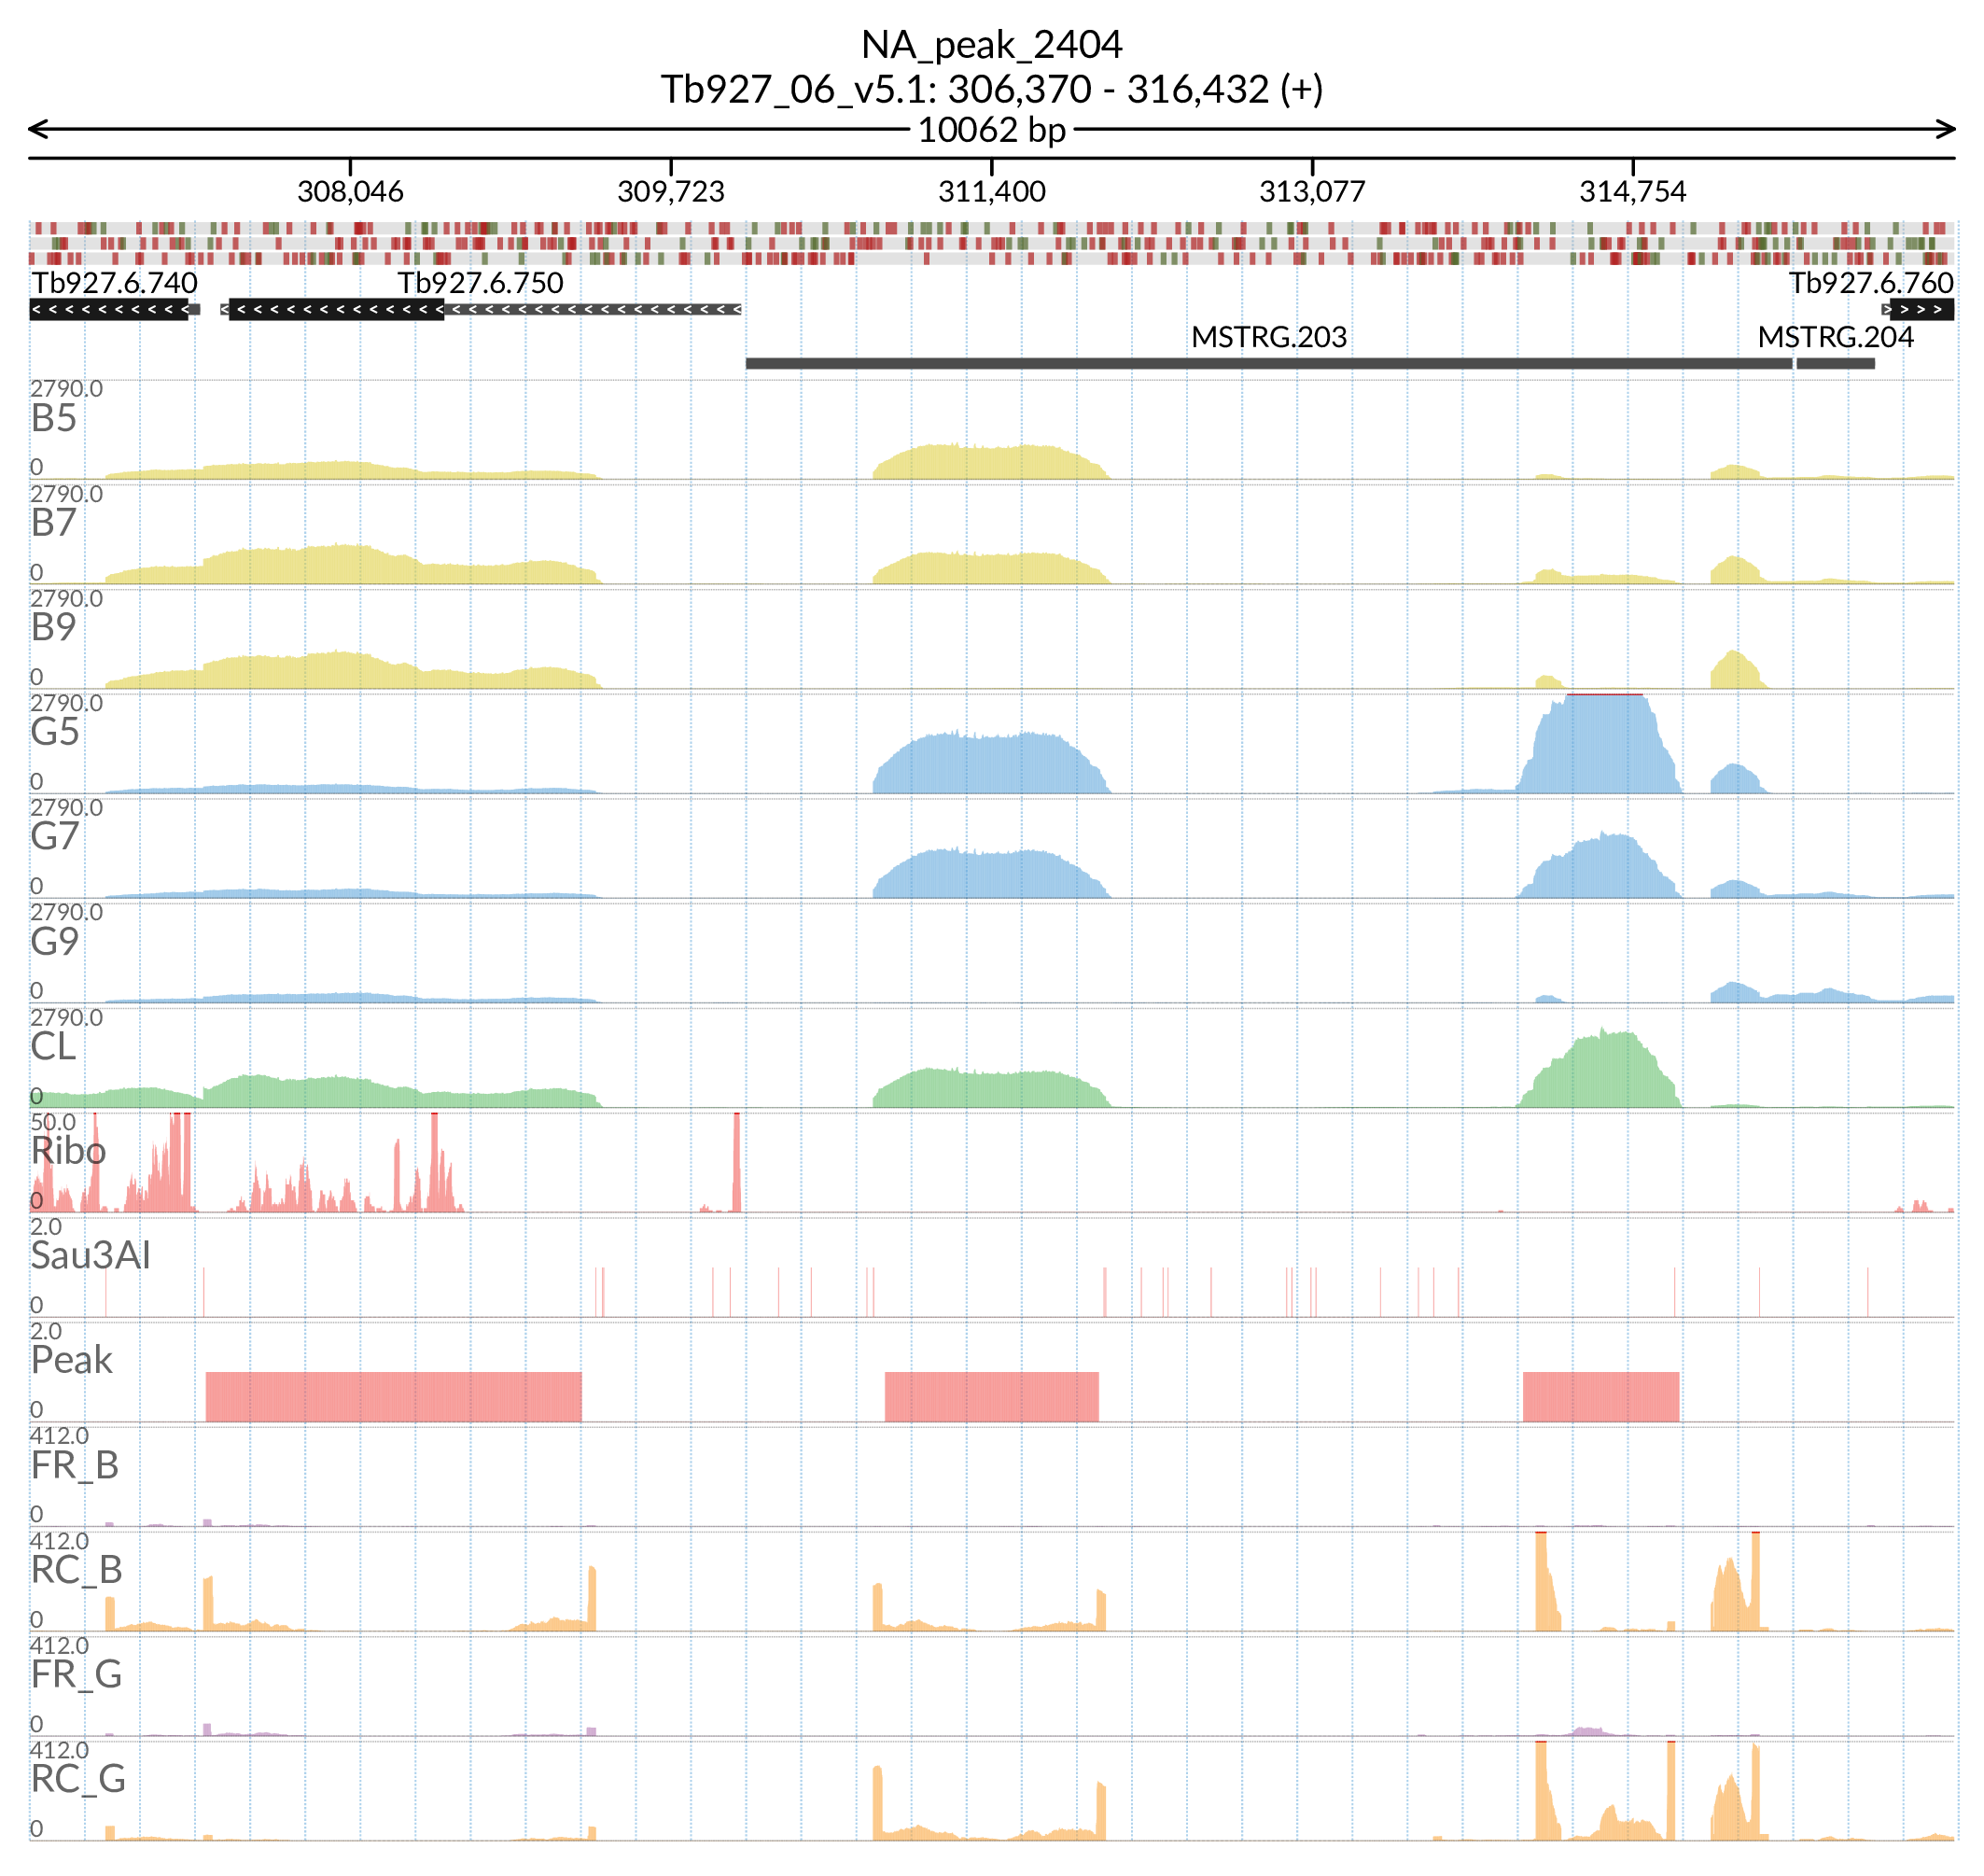 NA_peak_2404
Tb927_06_v5.1: 306,370 - 316,432 (+)
10062 bp
308,046 309,723 311,400 313,077 314,754
Tb927.6.740 Tb927.6.750 Tb927.6.760
MSTRG.203 MSTRG.204
2790.0
B5
0
2790.0
B7
0
2790.0
B9
0
2790.0
G5
0
2790.0
G7
0
2790.0
G9
0
2790.0
CL
0
50.0
Ribo
0
2.0
Sau3AI
0
2.0
Peak
0
412.0
FR_B
0
412.0
RC_B
0
412.0
FR_G
0
412.0
RC_G
0